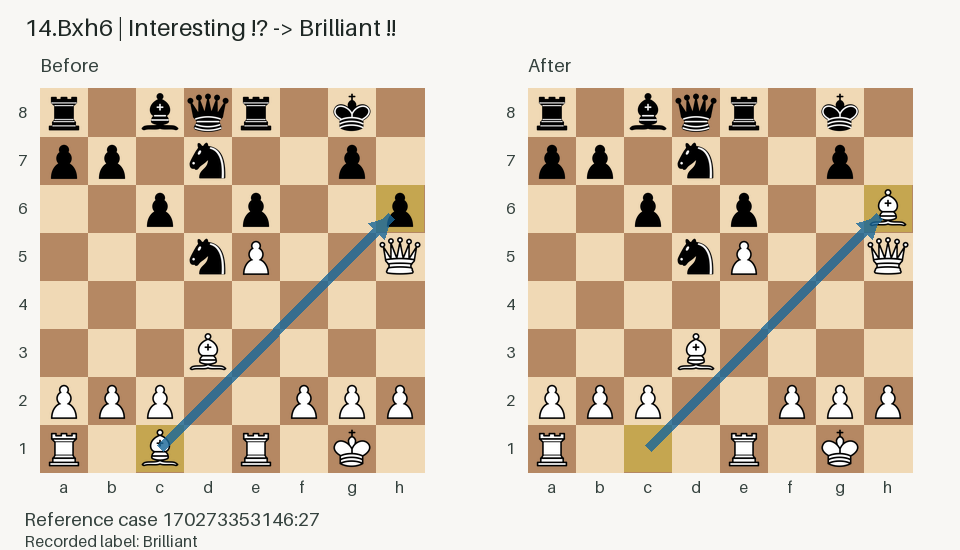 14.Bxh6 | Interesting !? -> Brilliant !!
Before
After
8
7
6
5
4
3
2
1
a b c d e f g h
8
7
6
5
4
3
2
1
a b c d e f g h
Reference case 170273353146:27
Recorded label: Brilliant